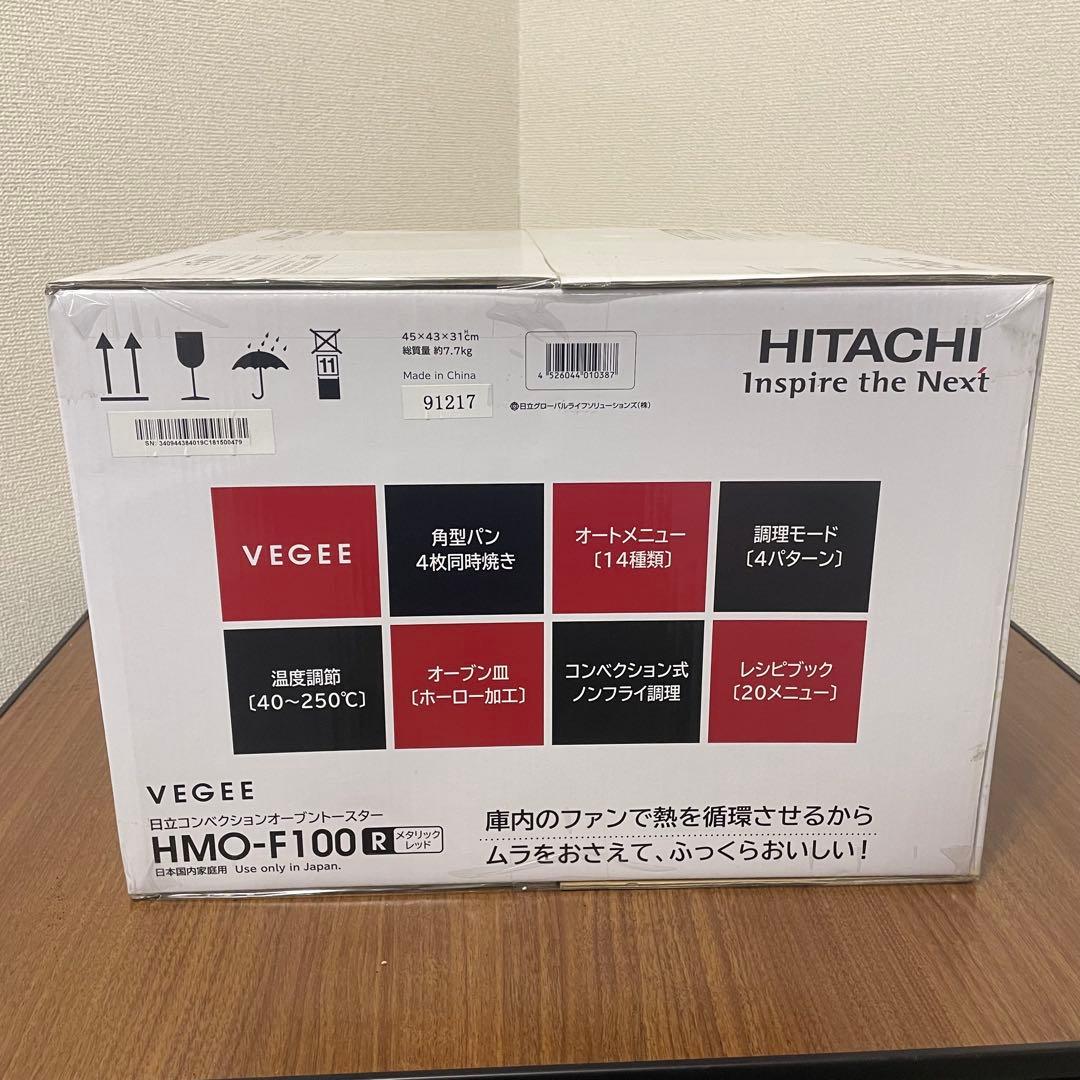 11
45×43×31cm
H
総質量 約7.7kg
Made in China
91217
4 526044 010387
日立グローバルライフソリューションズ(株)
HITACHI
Inspire the Next
SN: 340944384019C181500479
VEGEE
角型パン
4枚同時焼き
オートメニュー
〔14種類〕
調理モード
〔4パターン〕
温度調節
〔40〜250℃〕
オーブン皿
〔ホーロー加工〕
コンベクション式
ノンフライ調理
レシピブック
〔20メニュー〕
VEGEE
日立コンベクションオーブントースター
HMO-F100 R メタリック
レッド
日本国内家庭用 Use only in Japan.
庫内のファンで熱を循環させるから
ムラをおさえて、ふっくらおいしい!